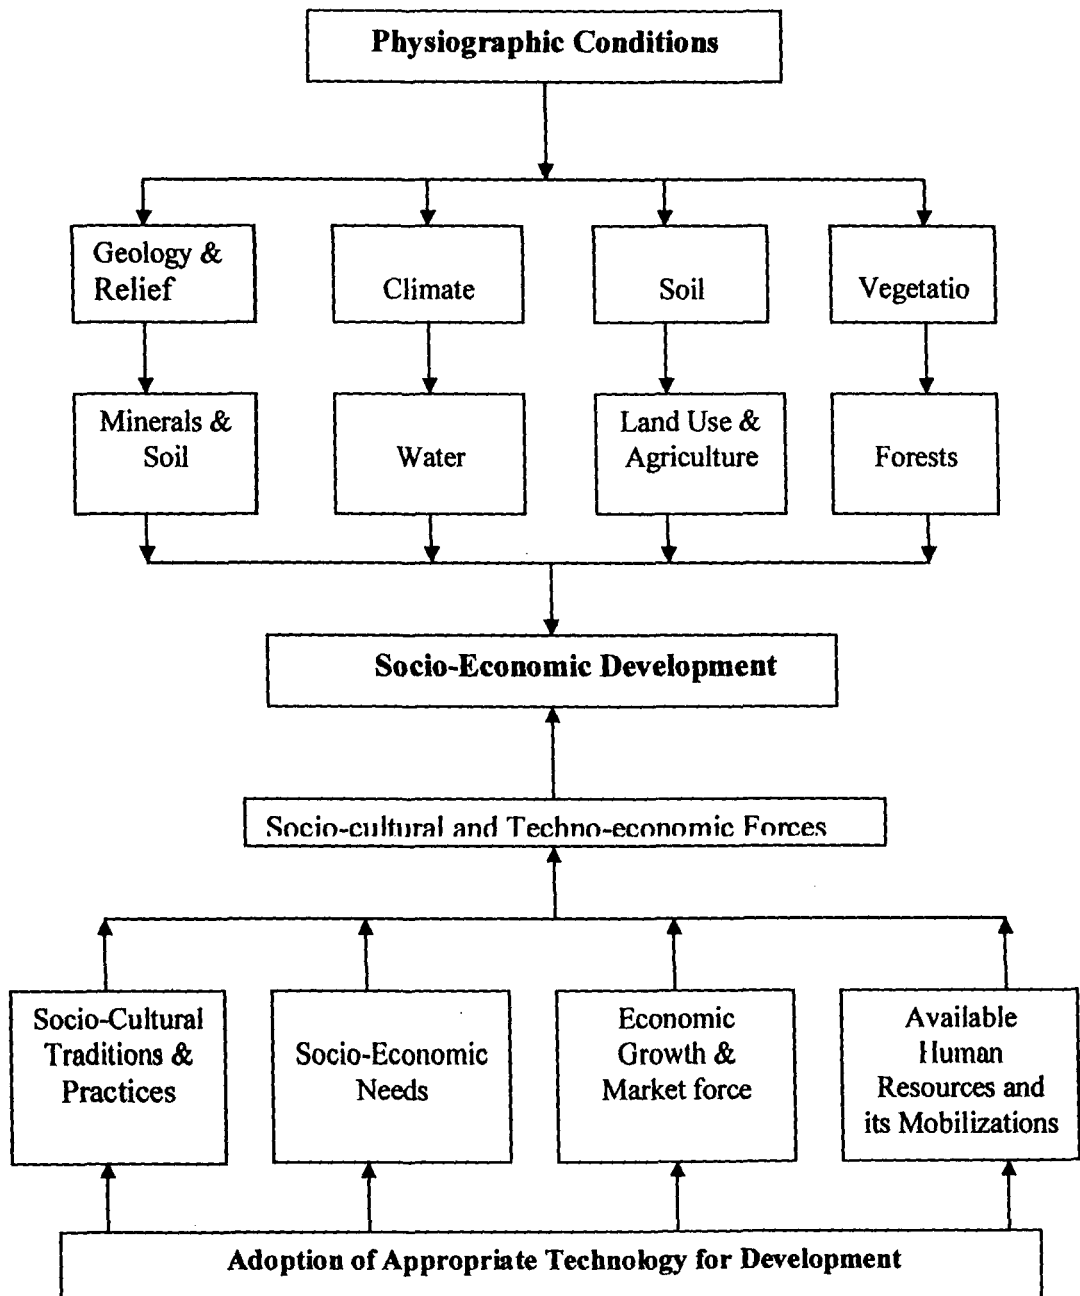 Physiographic Conditions
Geology &
Relief
Climate
Soil
Vegetatio
Minerals &
Soil
Water
Land Use &
Agriculture
Forests
Socio-Economic Development
Socio-cultural and Techno-economic Forces
Socio-Cultural
Traditions &
Practices
Socio-Economic
Needs
Economic
Growth &
Market force
Available
Human
Resources and
its Mobilizations
Adoption of Appropriate Technology for Development